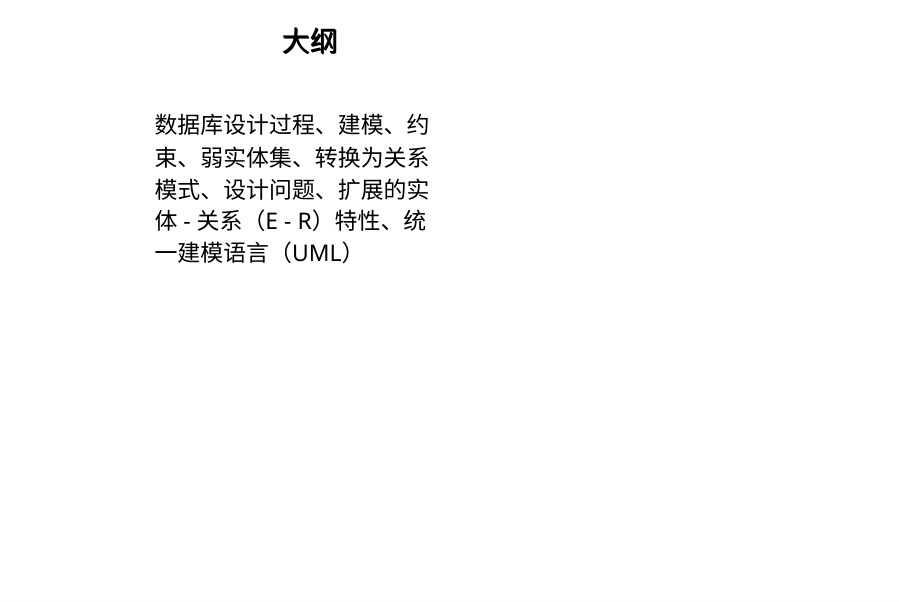 大纲
数据库设计过程、建模、约
束、弱实体集、转换为关系
模式、设计问题、扩展的实
体 - 关系（E - R）特性、统
一建模语言（UML）